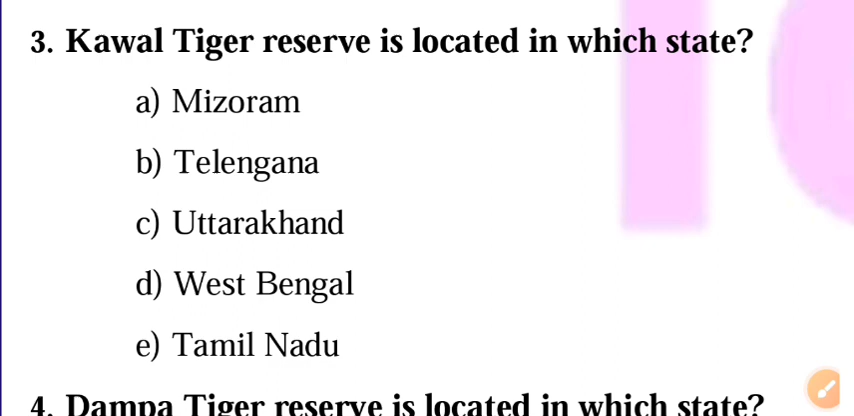 3. Kawal Tiger reserve is located in which state?
a) Mizoram
b) Telengana
c) Uttarakhand
d) West Bengal
e) Tamil Nadu
4. Dampa Tiger reserve is located in which state?